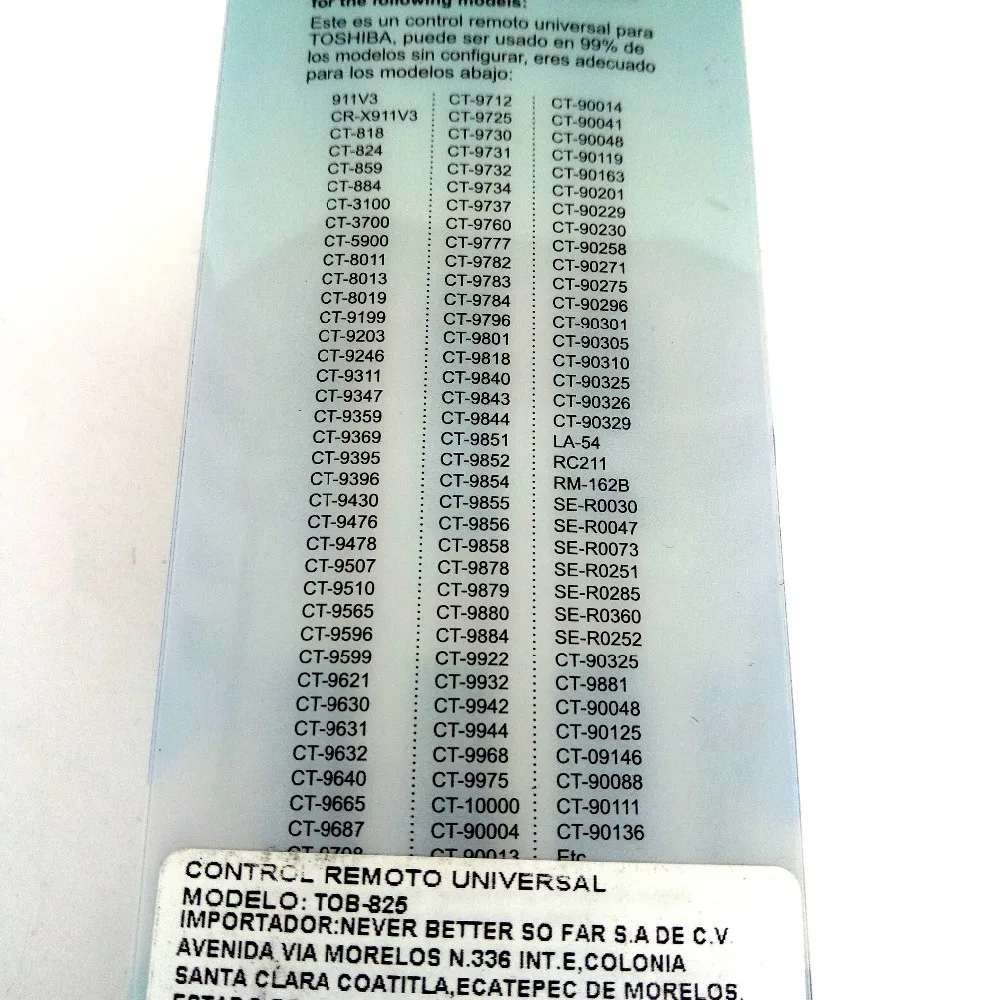 for the following models:
Este es un control remoto universal para
TOSHIBA, puede ser usado en 99% de
los modelos sin configurar, eres adecuado
para los modelos abajo:
911V3
CR-X911V3
CT-818
CT-824
CT-859
CT-884
CT-3100
CT-3700
CT-5900
CT-8011
CT-8013
CT-8019
CT-9199
CT-9203
CT-9246
CT-9311
CT-9347
CT-9359
CT-9369
CT-9395
CT-9396
CT-9430
CT-9476
CT-9478
CT-9507
CT-9510
CT-9565
CT-9596
CT-9599
CT-9621
CT-9630
CT-9631
CT-9632
CT-9640
CT-9665
CT-9687
CT-9712
CT-9725
CT-9730
CT-9731
CT-9732
CT-9734
CT-9737
CT-9760
CT-9777
CT-9782
CT-9783
CT-9784
CT-9796
CT-9801
CT-9818
CT-9840
CT-9843
CT-9844
CT-9851
CT-9852
CT-9854
CT-9855
CT-9856
CT-9858
CT-9878
CT-9879
CT-9880
CT-9884
CT-9922
CT-9932
CT-9942
CT-9944
CT-9968
CT-9975
CT-10000
CT-90004
CT-90013
CT-90014
CT-90041
CT-90048
CT-90119
CT-90163
CT-90201
CT-90229
CT-90230
CT-90258
CT-90271
CT-90275
CT-90296
CT-90301
CT-90305
CT-90310
CT-90325
CT-90326
CT-90329
LA-54
RC211
RM-162B
SE-R0030
SE-R0047
SE-R0073
SE-R0251
SE-R0285
SE-R0360
SE-R0252
CT-90325
CT-9881
CT-90048
CT-90125
CT-09146
CT-90088
CT-90111
CT-90136
Etc
CONTROL REMOTO UNIVERSAL
MODELO: TOB-825
IMPORTADOR:NEVER BETTER SO FAR S.A DE C.V.
AVENIDA VIA MORELOS N.336 INT.E,COLONIA
SANTA CLARA COATITLA,ECATEPEC DE MORELOS,